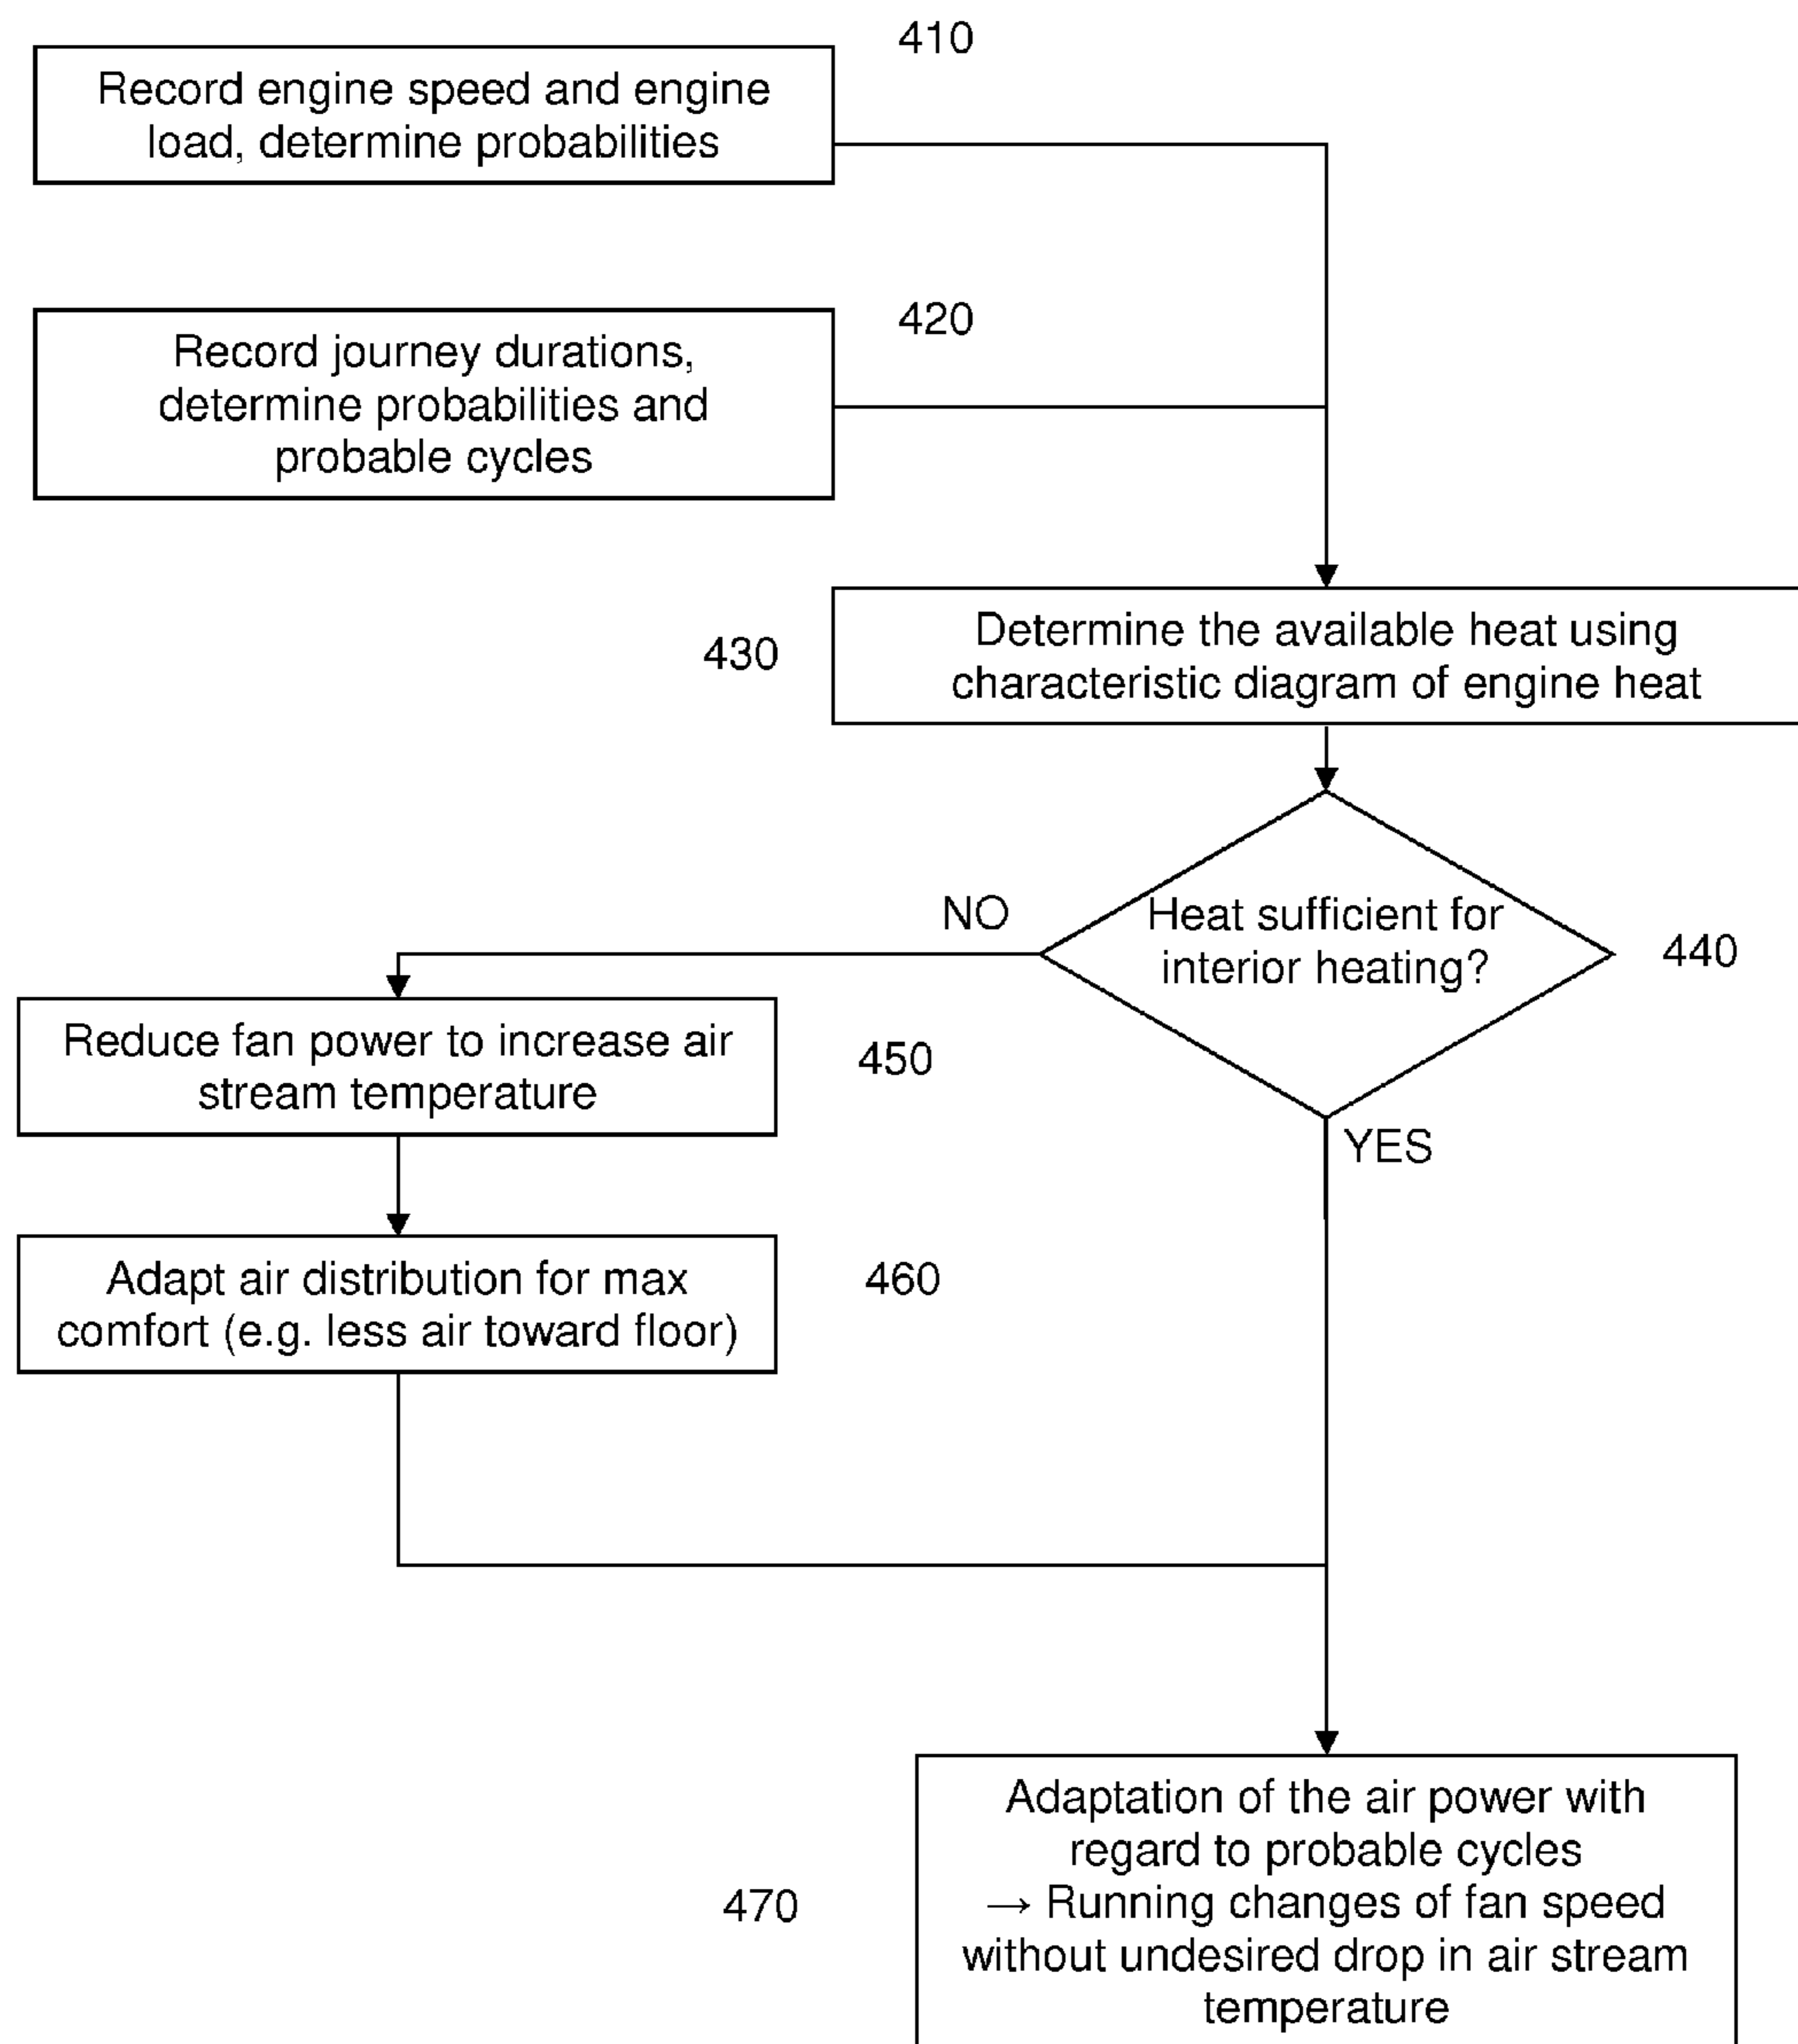 410
Record engine speed and engine
load, determine probabilities
420
Record journey durations,
determine probabilities and
probable cycles
430
Determine the available heat using
characteristic diagram of engine heat
NO
Heat sufficient for
interior heating?
440
Reduce fan power to increase air
stream temperature
450
YES
Adapt air distribution for max
comfort (e.g. less air toward floor)
460
Adaptation of the air power with
regard to probable cycles
→ Running changes of fan speed
without undesired drop in air stream
temperature
470